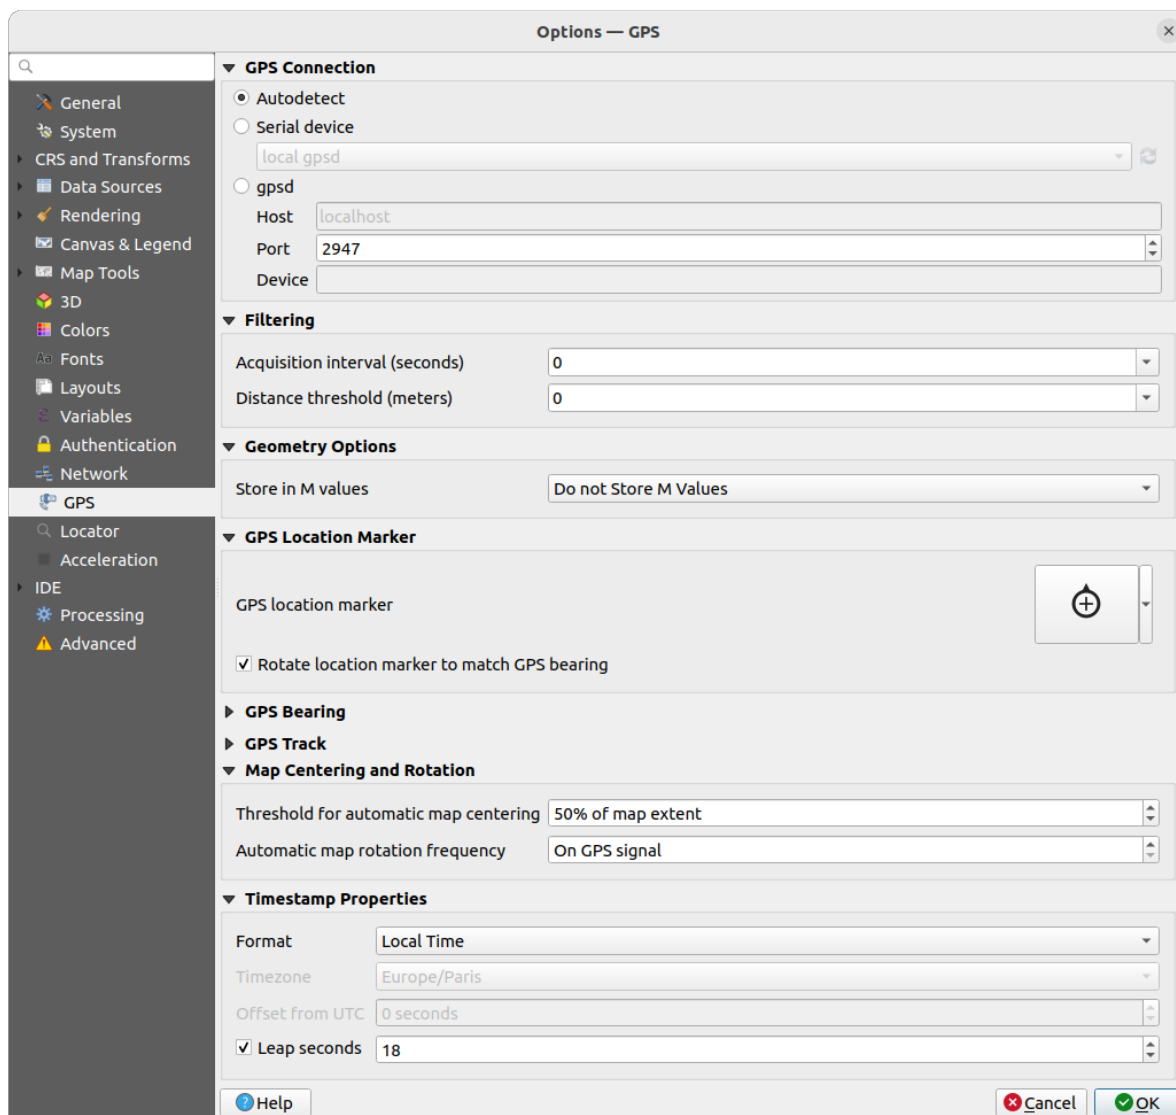 Options — GPS
General
System
CRS and Transforms
Data Sources
Rendering
Canvas & Legend
Map Tools
3D
Colors
Fonts
Layouts
Variables
Authentication
Network
GPS
Locator
Acceleration
IDE
Processing
Advanced
GPS Connection
Autodetect
Serial device
local gpsd
gpsd
Host localhost
Port 2947
Device
Filtering
Acquisition interval (seconds) 0
Distance threshold (meters) 0
Geometry Options
Store in M values Do not Store M Values
GPS Location Marker
GPS location marker
Rotate location marker to match GPS bearing
GPS Bearing
GPS Track
Map Centering and Rotation
Threshold for automatic map centering 50% of map extent
Automatic map rotation frequency On GPS signal
Timestamp Properties
Format Local Time
Timezone Europe/Paris
Offset from UTC 0 seconds
Leap seconds 18
Help Cancel OK